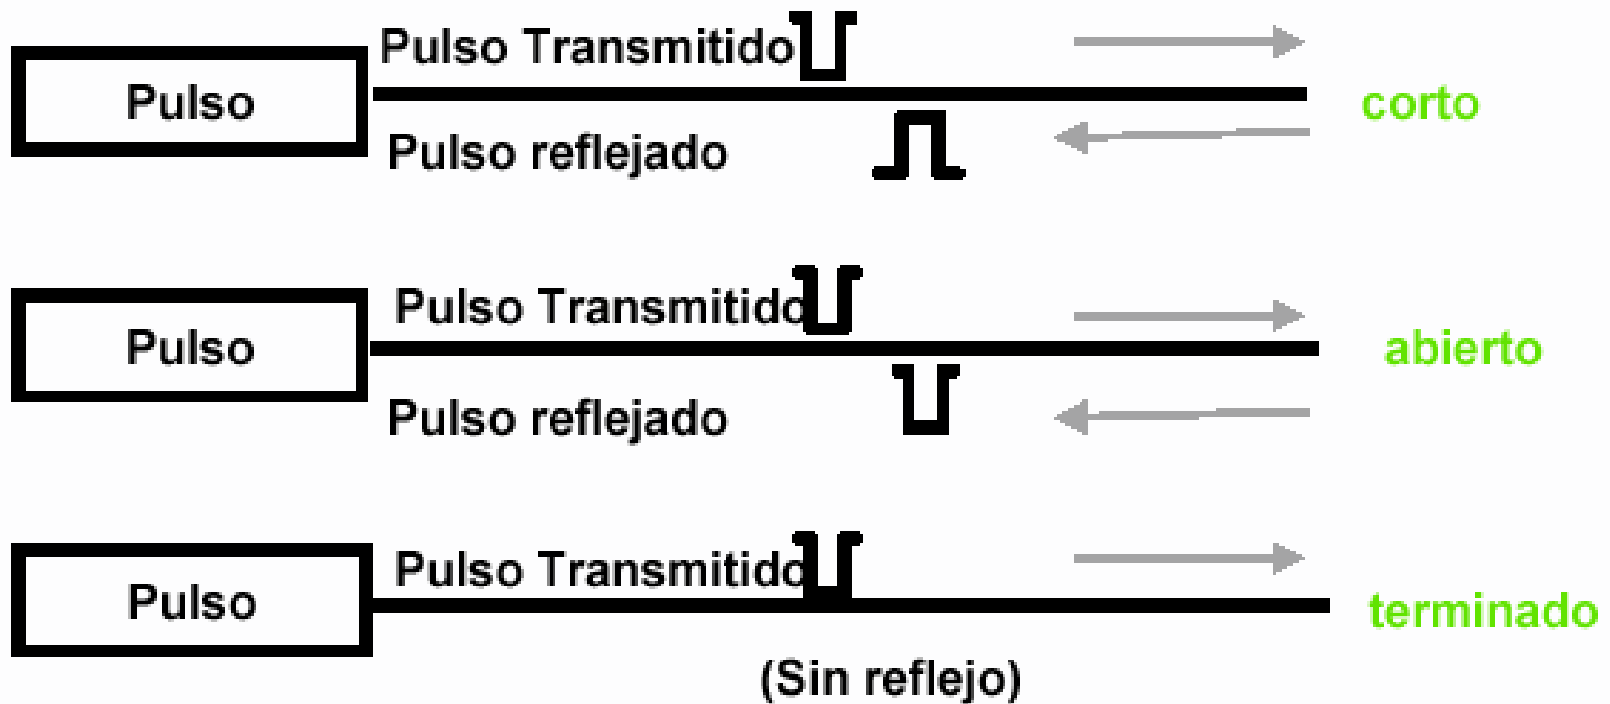 Pulso Transmitido
Pulso
corto
Pulso reflejado
Pulso Transmitido
Pulso
abierto
Pulso reflejado
Pulso Transmitido
Pulso
terminado
(Sin reflejo)